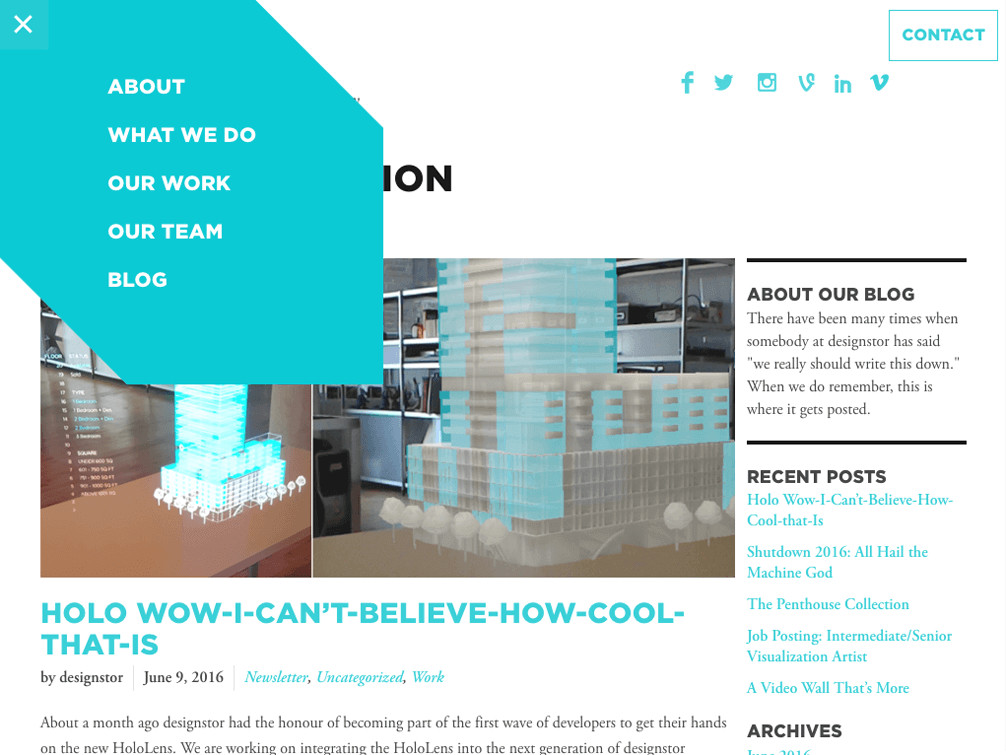 CONTACT
ABOUT
WHAT WE DO
OUR WORK
OUR TEAM
BLOG
ION
HOLO WOW-I-CAN'T-BELIEVE-HOW-COOL-
THAT-IS
by designstor
June 9, 2016
Newsletter, Uncategorized, Work
About a month ago designstor had the honour of becoming part of the first wave of developers to get their hands
on the new HoloLens. We are working on integrating the HoloLens into the next generation of designstor
ABOUT OUR BLOG
There have been many times when
somebody at designstor has said
"we really should write this down."
When we do remember, this is
where it gets posted.
RECENT POSTS
Holo Wow-I-Can't-Believe-How-
Cool-that-Is
Shutdown 2016: All Hail the
Machine God
The Penthouse Collection
Job Posting: Intermediate/Senior
Visualization Artist
A Video Wall That's More
ARCHIVES
June 2016